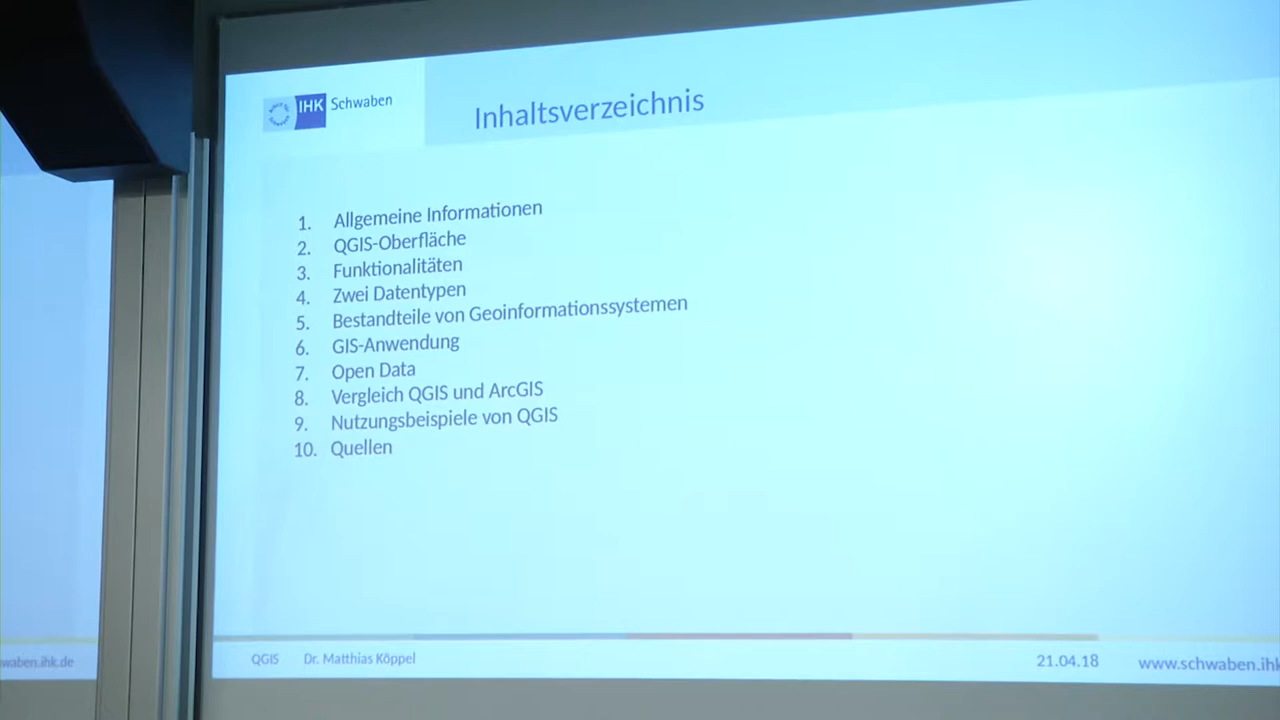 IHK Schwaben
Inhaltsverzeichnis
1. Allgemeine Informationen
2. QGIS-Oberfläche
3. Funktionalitäten
4. Zwei Datentypen
5. Bestandteile von Geoinformationssystemen
6. GIS-Anwendung
7. Open Data
8. Vergleich QGIS und ArcGIS
9. Nutzungsbeispiele von QGIS
10. Quellen
waben.ihk.de
QGIS Dr. Matthias Köppel 21.04.18 www.schwaben.ihk